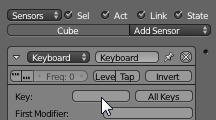 Sensors Sel Act Link State
Cube Add Sensor
Keyboard Keyboard
Freq: 0 Level Tap Invert
Key: All Keys
First Modifier: